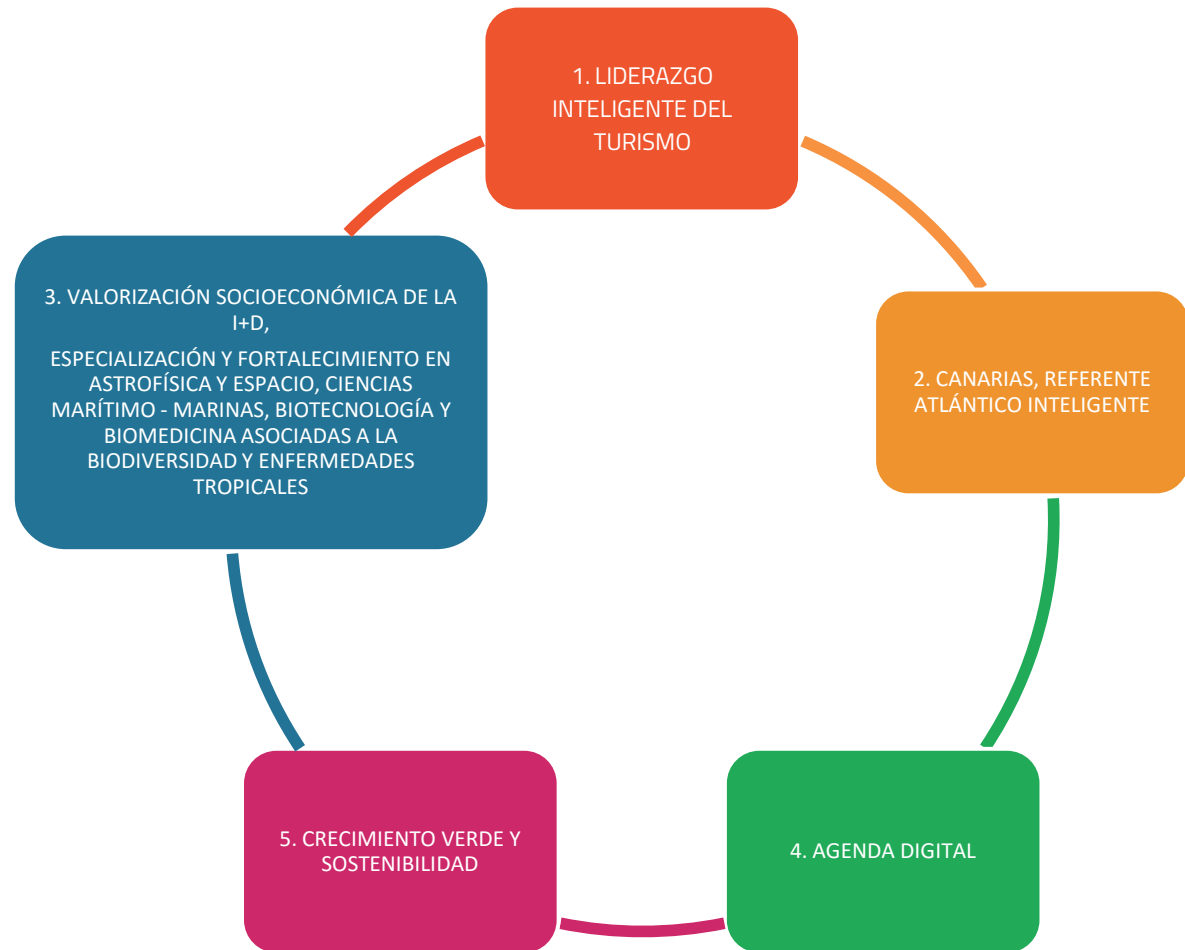 1. LIDERAZGO
INTELIGENTE DEL
TURISMO
3. VALORIZACIÓN SOCIOECONÓMICA DE LA
I+D,
ESPECIALIZACIÓN Y FORTALECIMIENTO EN
ASTROFÍSICA Y ESPACIO, CIENCIAS
MARÍTIMO - MARINAS, BIOTECNOLOGÍA Y
BIOMEDICINA ASOCIADAS A LA
BIODIVERSIDAD Y ENFERMEDADES
TROPICALES
2. CANARIAS, REFERENTE
ATLÁNTICO INTELIGENTE
5. CRECIMIENTO VERDE Y
SOSTENIBILIDAD
4. AGENDA DIGITAL